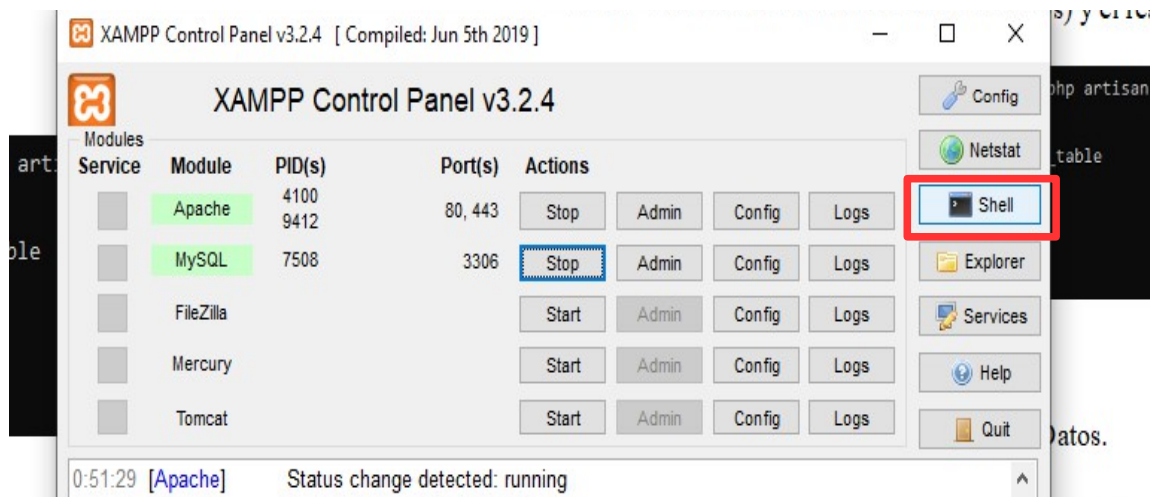 XAMPP Control Panel v3.2.4 [ Compiled: Jun 5th 2019 ]
XAMPP Control Panel v3.2.4
Config
php artisan
Modules
Netstat
Service Module PID(s) Port(s) Actions
_table
Apache 4100 9412 80, 443 Stop Admin Config Logs
Shell
MySQL 7508 3306 Stop Admin Config Logs
Explorer
FileZilla Start Admin Config Logs
Services
Mercury Start Admin Config Logs
Help
Tomcat Start Admin Config Logs
Quit
Datos.
0:51:29 [Apache] Status change detected: running